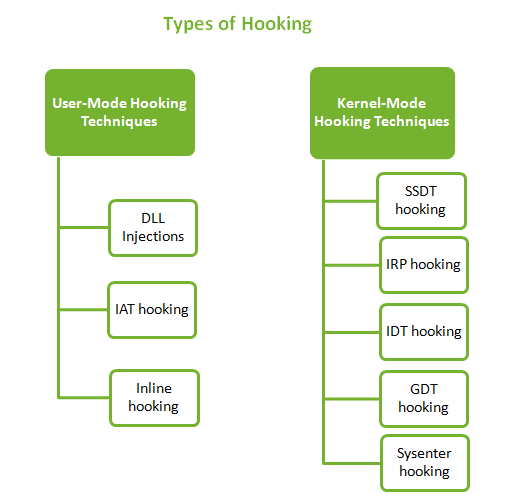 Types of Hooking
User-Mode Hooking
Techniques
DLL
Injections
IAT hooking
Inline
hooking
Kernel-Mode
Hooking Techniques
SSDT
hooking
IRP hooking
IDT hooking
GDT
hooking
Sysenter
hooking